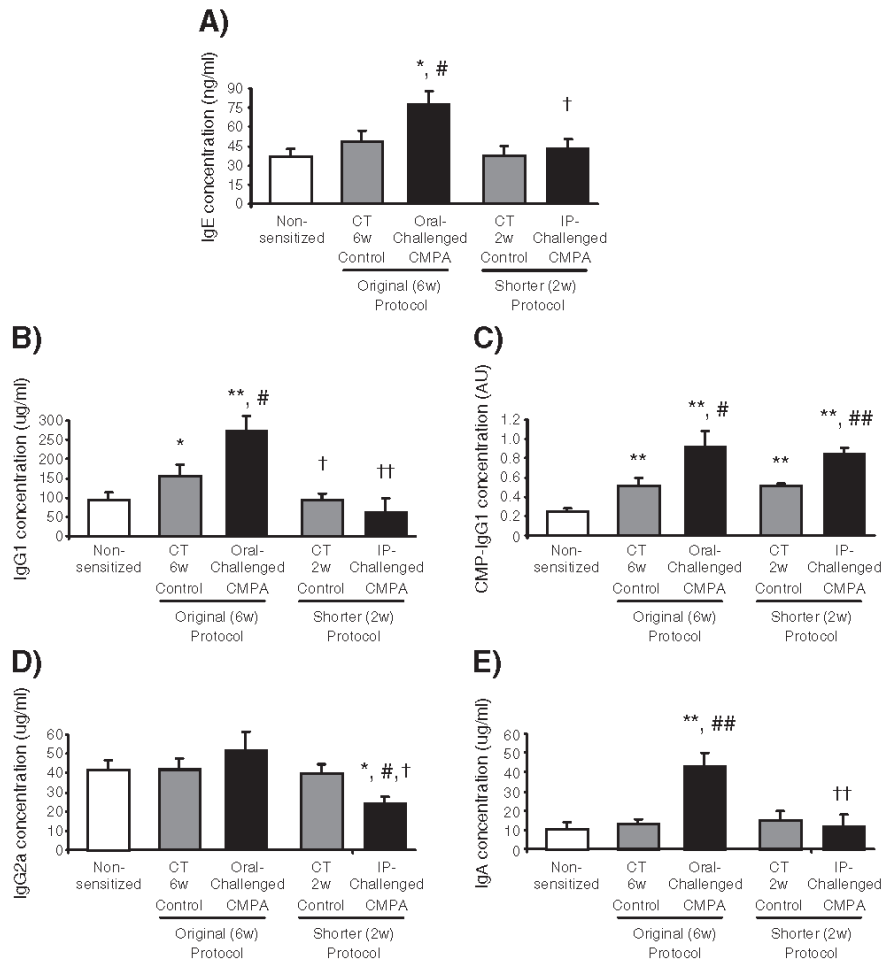 A)
IgE concentration (ng/ml)
90
75
60
45
30
15
0
*, #
†
Non-sensitized
CT 6w Control
Oral-Challenged CMPA
CT 2w Control
IP-Challenged CMPA
Original (6w) Protocol
Shorter (2w) Protocol
B)
IgG1 concentration (ug/ml)
300
250
200
150
100
50
0
*
**, #
†
††
Non-sensitized
CT 6w Control
Oral-Challenged CMPA
CT 2w Control
IP-Challenged CMPA
Original (6w) Protocol
Shorter (2w) Protocol
C)
CMP-IgG1 concentration (AU)
1.2
1
0.8
0.6
0.4
0.2
0
**
**, #
**
**, ##
Non-sensitized
CT 6w Control
Oral-Challenged CMPA
CT 2w Control
IP-Challenged CMPA
Original (6w) Protocol
Shorter (2w) Protocol
D)
IgG2a concentration (ug/ml)
60
50
40
30
20
10
0
*, #,†
Non-sensitized
CT 6w Control
Oral-Challenged CMPA
CT 2w Control
IP-Challenged CMPA
Original (6w) Protocol
Shorter (2w) Protocol
E)
IgA concentration (ug/ml)
60
50
40
30
20
10
0
**, ##
††
Non-sensitized
CT 6w Control
Oral-Challenged CMPA
CT 2w Control
IP-Challenged CMPA
Original (6w) Protocol
Shorter (2w) Protocol